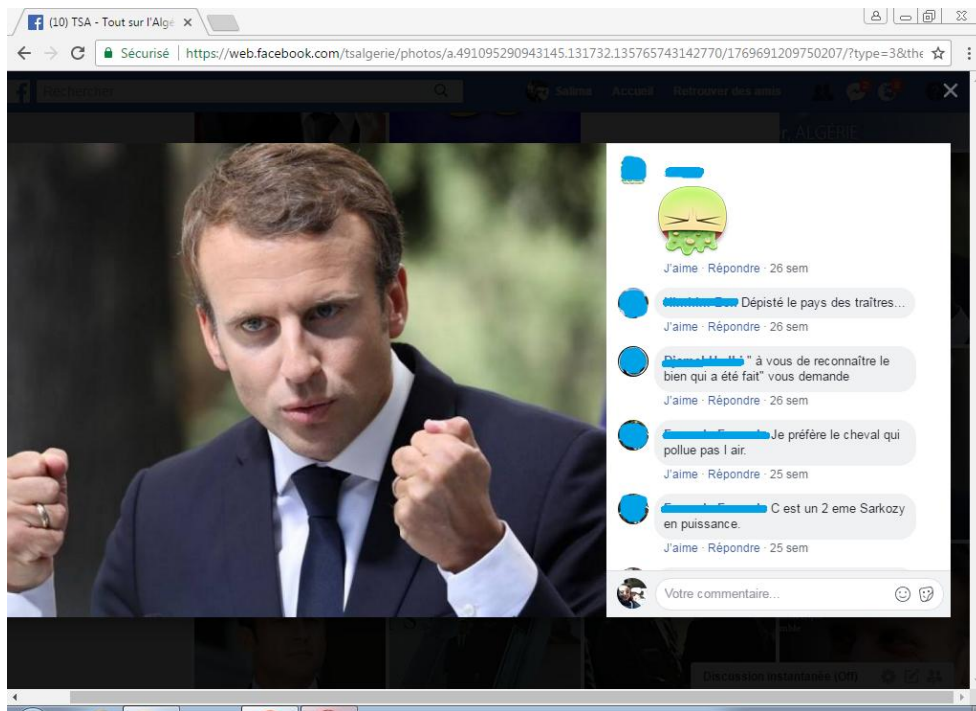 (10) TSA - Tout sur l'Algé
Sécurisé | https://web.facebook.com/tsalgerie/photos/a.491095290943145.131732.135765743142770/1769691209750207/?type=3&the
Rechercher
Salima Accueil Retrouver des amis
r, ALGÉRIE
J'aime · Répondre · 26 sem
Dépisté le pays des traîtres...
J'aime · Répondre · 26 sem
" à vous de reconnaître le
bien qui a été fait" vous demande
J'aime · Répondre · 26 sem
Je préfère le cheval qui
pollue pas l air.
J'aime · Répondre · 25 sem
C est un 2 eme Sarkozy
en puissance.
J'aime · Répondre · 25 sem
Votre commentaire...
Discussion instantanée (Off)